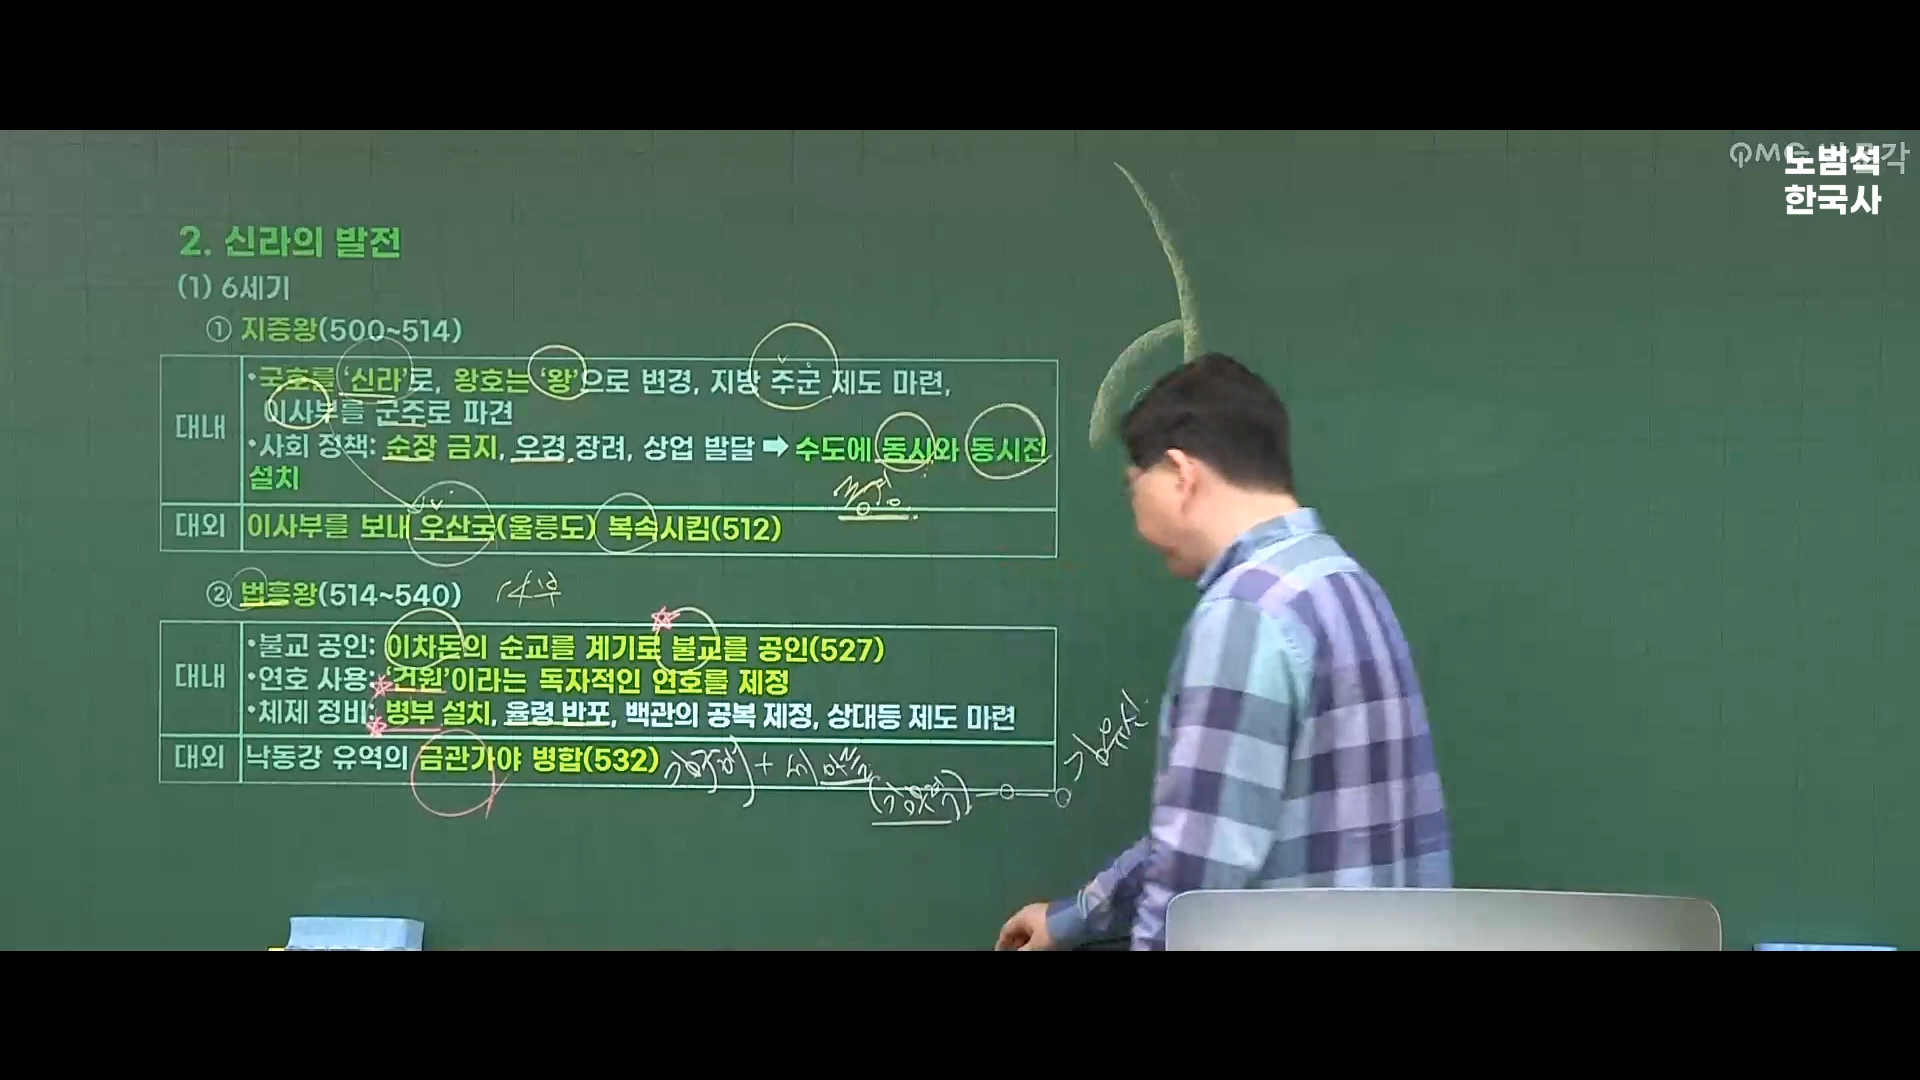 노범석
한국사
2. 신라의 발전
(1) 6세기
① 지증왕(500~514)
대내
•국호를 ‘신라’로, 왕호는 ‘왕’으로 변경, 지방 주군 제도 마련,
이사부를 군주로 파견
•사회 정책: 순장 금지, 우경 장려, 상업 발달 ➡ 수도에 동시와 동시전
설치
대외
이사부를 보내 우산국(울릉도) 복속시킴(512)
② 법흥왕(514~540)
대내
•불교 공인: 이차돈의 순교를 계기로 불교를 공인(527)
•연호 사용: ‘건원’이라는 독자적인 연호를 제정
•체제 정비: 병부 설치, 율령 반포, 백관의 공복 제정, 상대등 제도 마련
대외
낙동강 유역의 금관가야 병합(532)